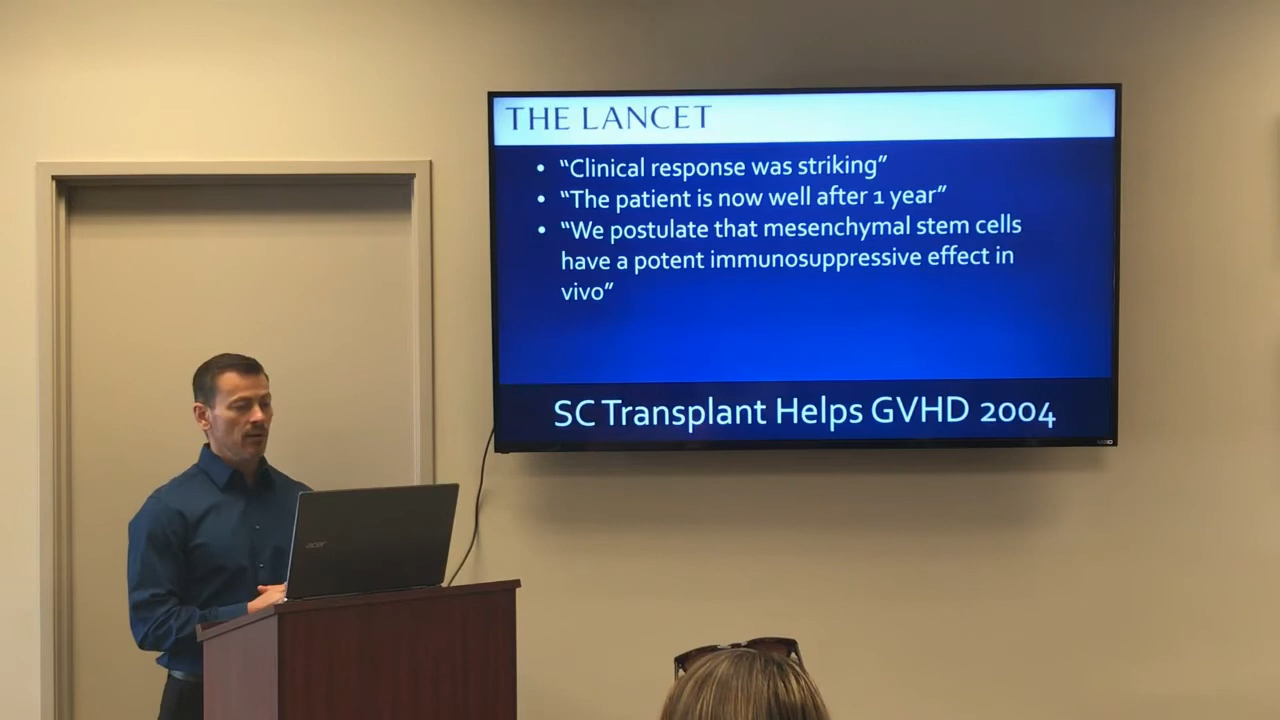 THE LANCET
• “Clinical response was striking”
• “The patient is now well after 1 year”
• “We postulate that mesenchymal stem cells
have a potent immunosuppressive effect in
vivo”
SC Transplant Helps GVHD 2004
VIZIO
acer